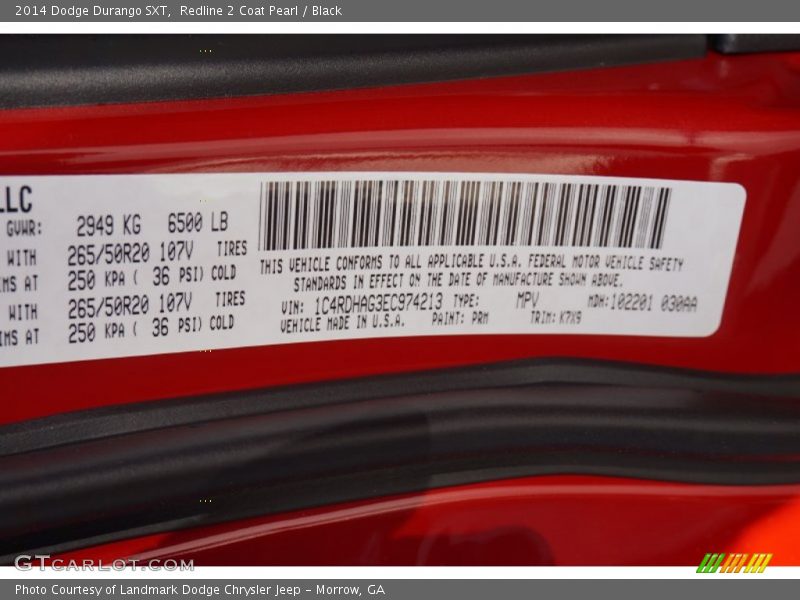 2014 Dodge Durango SXT,  Redline 2 Coat Pearl / Black
LLC
GVWR: 2949 KG 6500 LB
WITH 265/50R20 107V TIRES
MS AT 250 KPA ( 36 PSI) COLD
WITH 265/50R20 107V TIRES
MS AT 250 KPA ( 36 PSI) COLD
THIS VEHICLE CONFORMS TO ALL APPLICABLE U.S.A. FEDERAL MOTOR VEHICLE SAFETY
STANDARDS IN EFFECT ON THE DATE OF MANUFACTURE SHOWN ABOVE.
VIN: 1C4RDHAG3EC974213 TYPE: MPV MDH:102201 030AA
VEHICLE MADE IN U.S.A. PAINT: PRM TRIM: K7X9
GTCARLOT.COM
Photo Courtesy of Landmark Dodge Chrysler Jeep – Morrow, GA